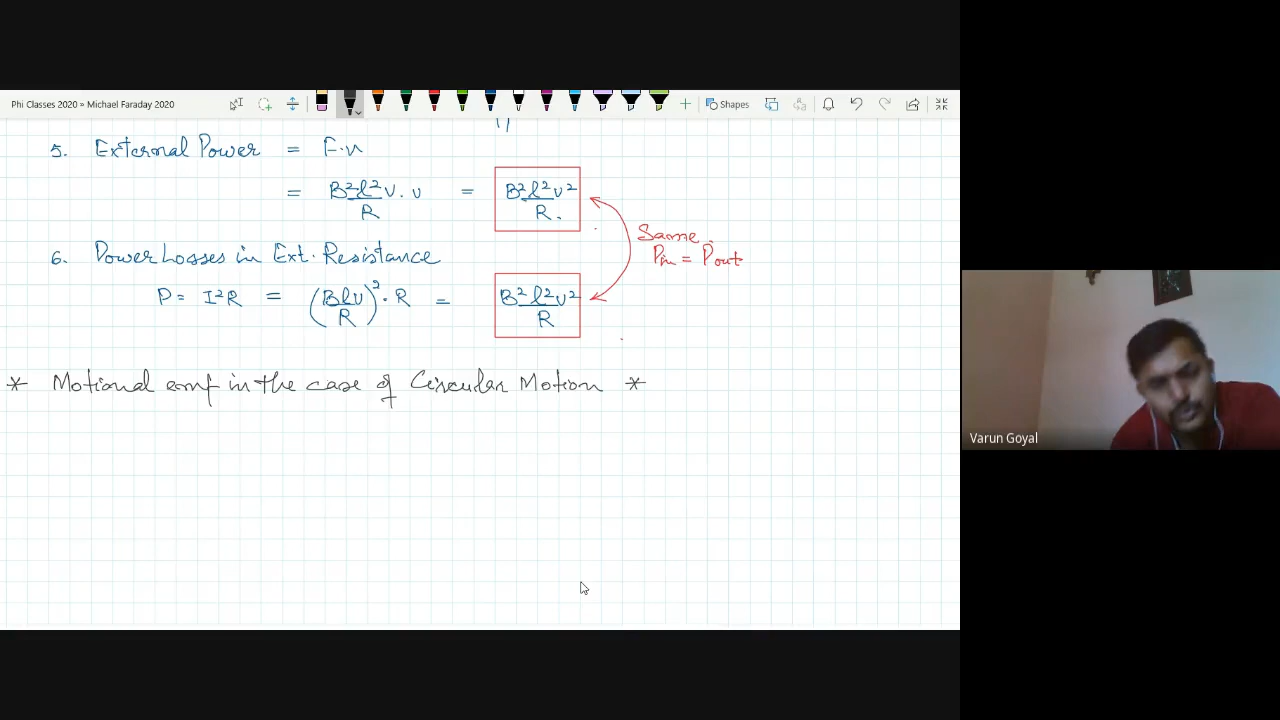 Phi Classes 2020 » Michael Faraday 2020
Shapes
5. External Power = F.v
= B²l²v . v / R = B²l²v² / R.
Same
Pin = Pout
6. Power Losses in Ext. Resistance
P = I²R = (Blv / R)² . R = B²l²v² / R
* Motional emf in the case of Circular Motion *
Varun Goyal